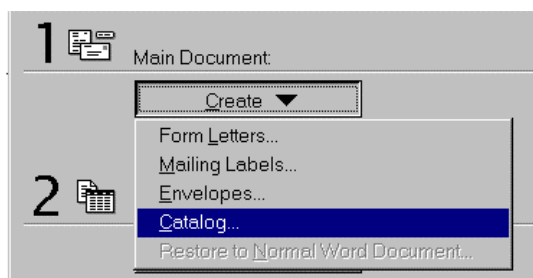 1
Main Document:
Create
Form Letters...
Mailing Labels...
Envelopes...
2
Catalog...
Restore to Normal Word Document...